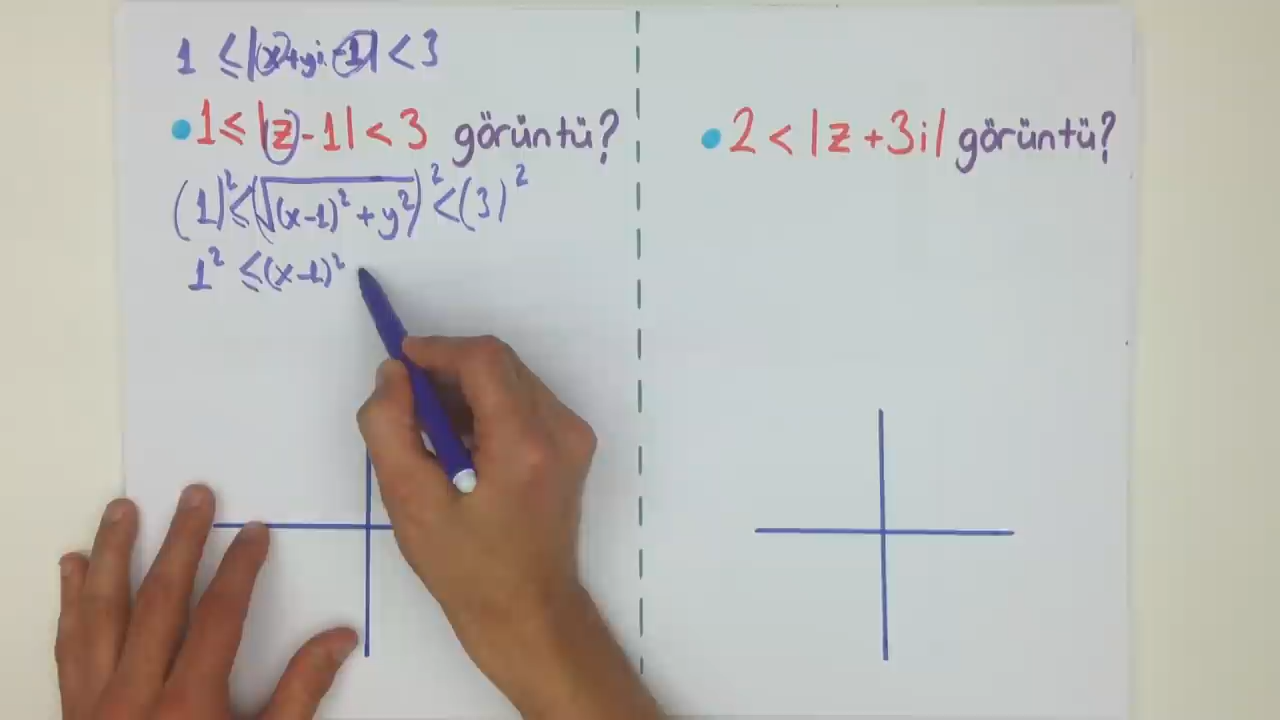 1 ≤ |x+yi-1| < 3
1 ≤ |z-1| < 3 görüntü?
(1)² ≤ (√(x-1)² + y²)² < (3)²
1² ≤ (x-1)²
2 < |z+3i| görüntü?